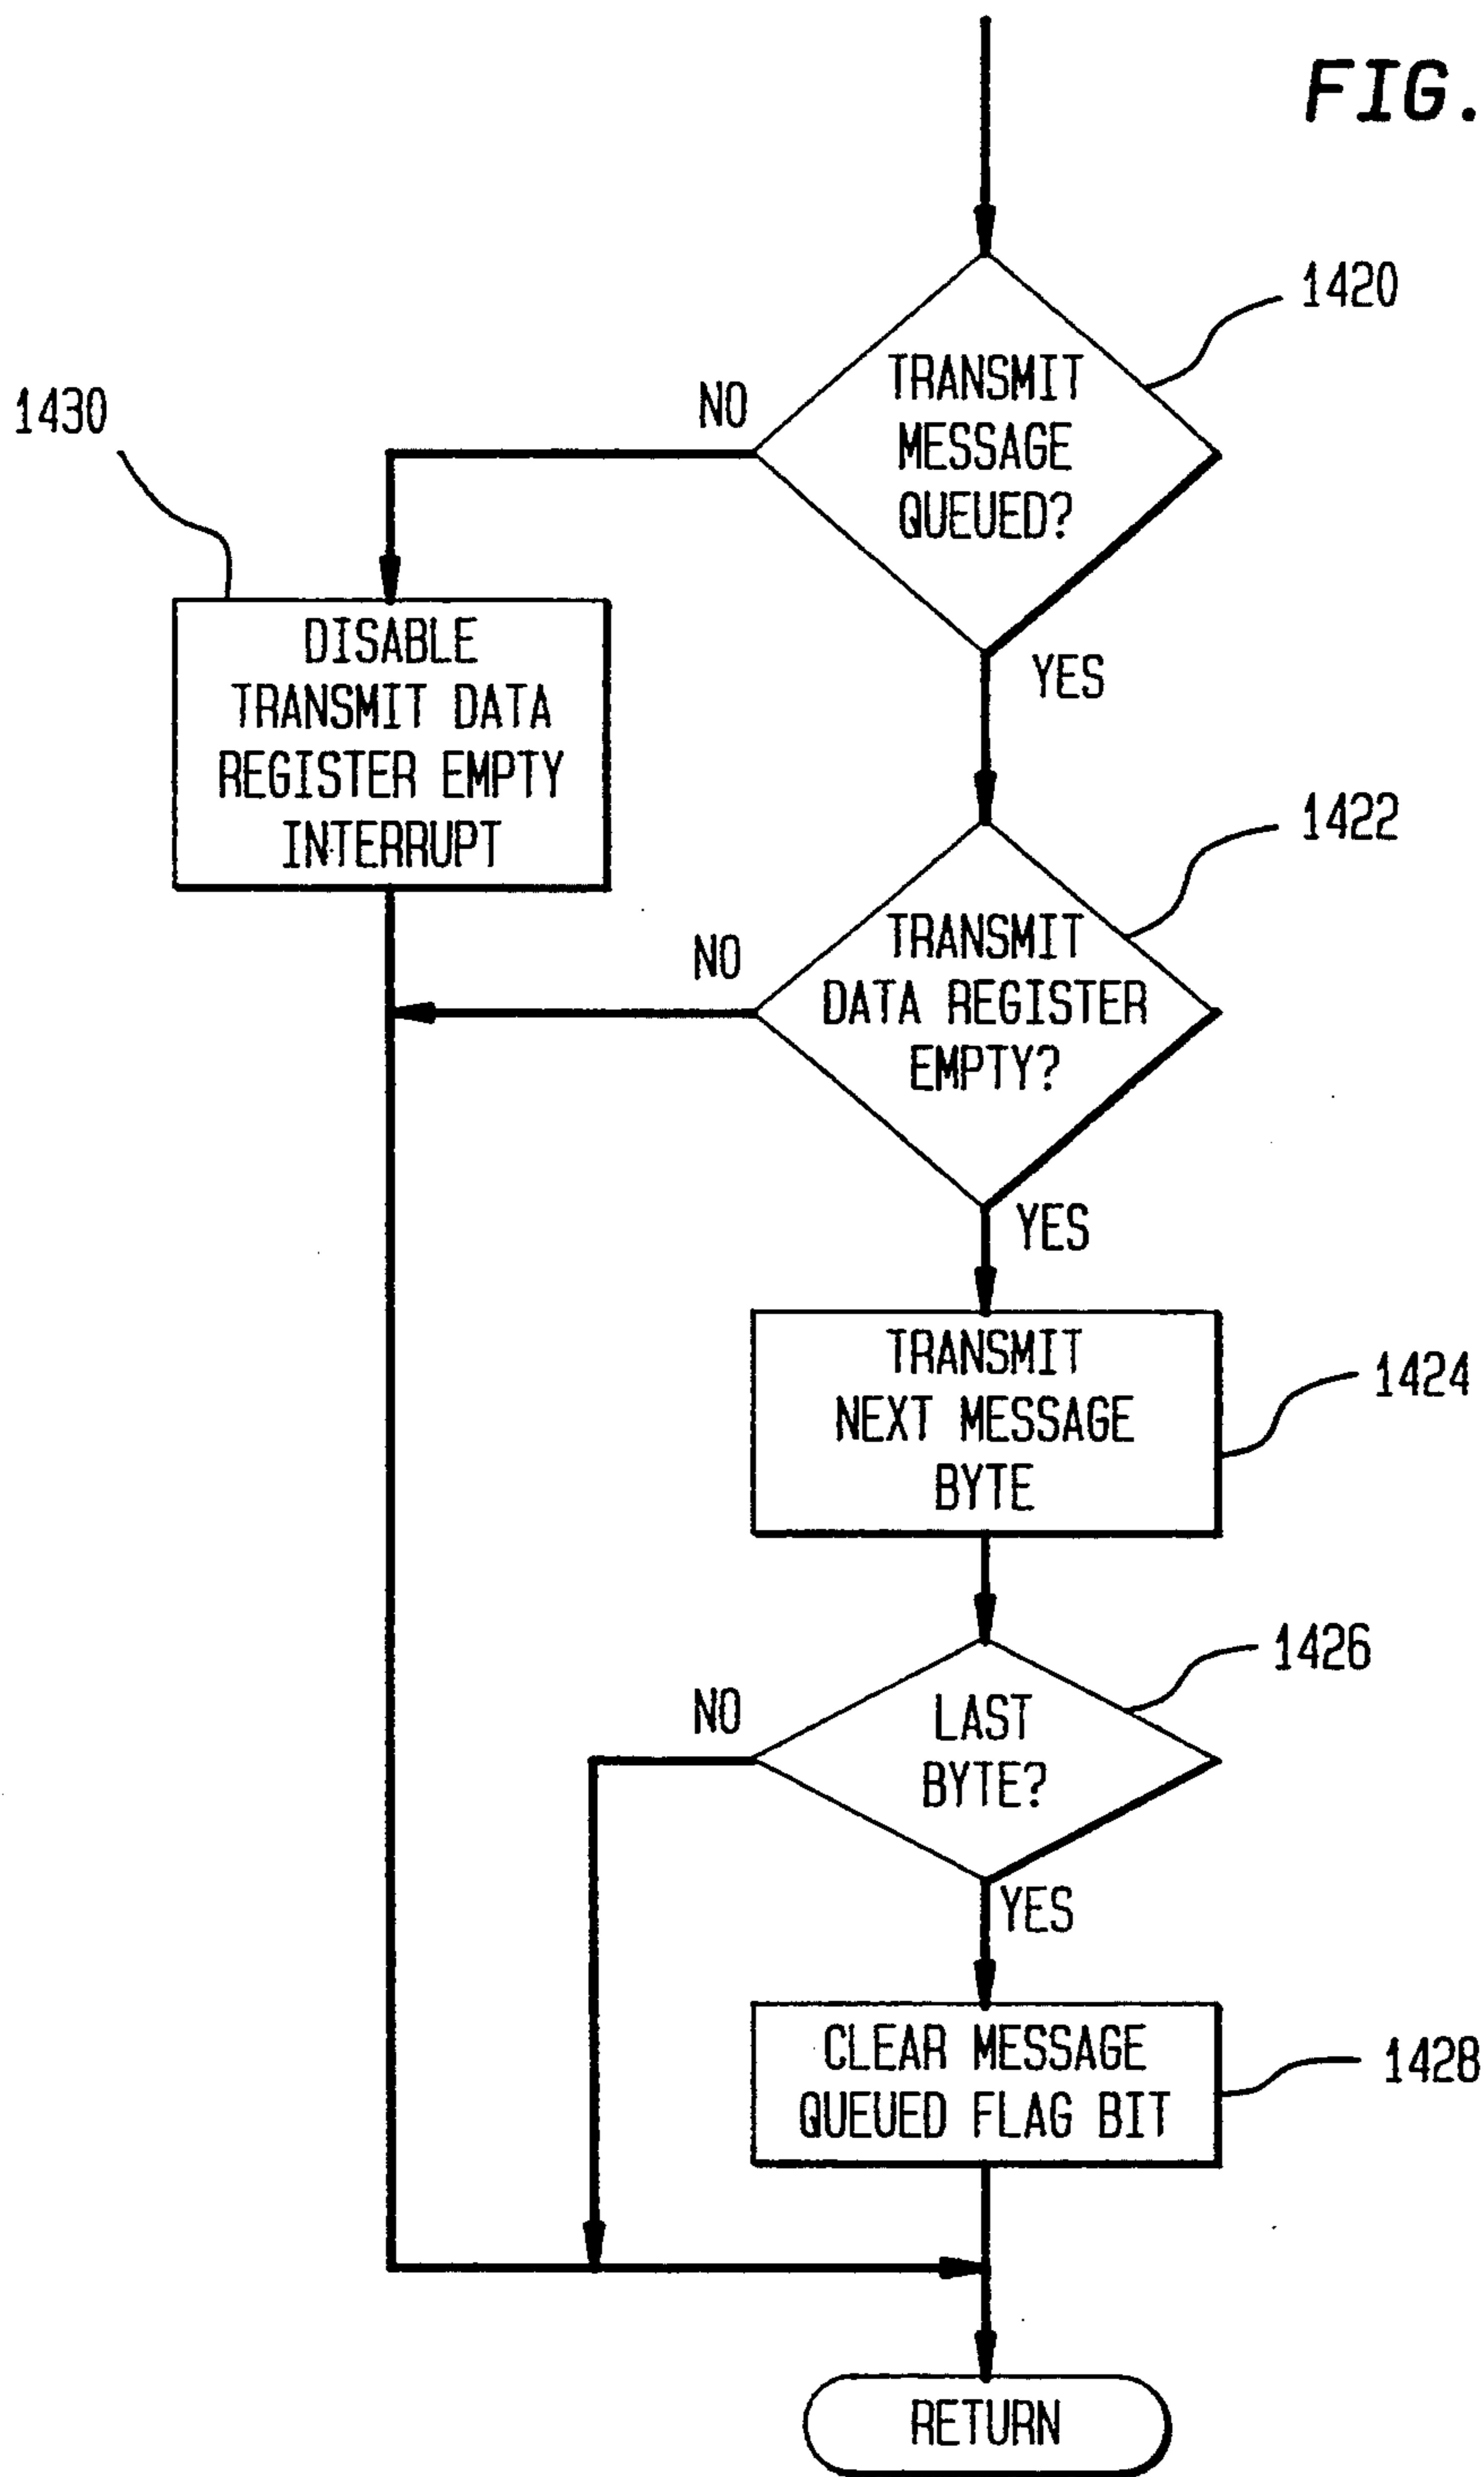 FIG.
1420
TRANSMIT
MESSAGE
QUEUED?
NO
1430
YES
DISABLE
TRANSMIT DATA
REGISTER EMPTY
INTERRUPT
1422
TRANSMIT
DATA REGISTER
EMPTY?
NO
YES
TRANSMIT
NEXT MESSAGE
BYTE
1424
1426
LAST
BYTE?
NO
YES
CLEAR MESSAGE
QUEUED FLAG BIT
1428
RETURN